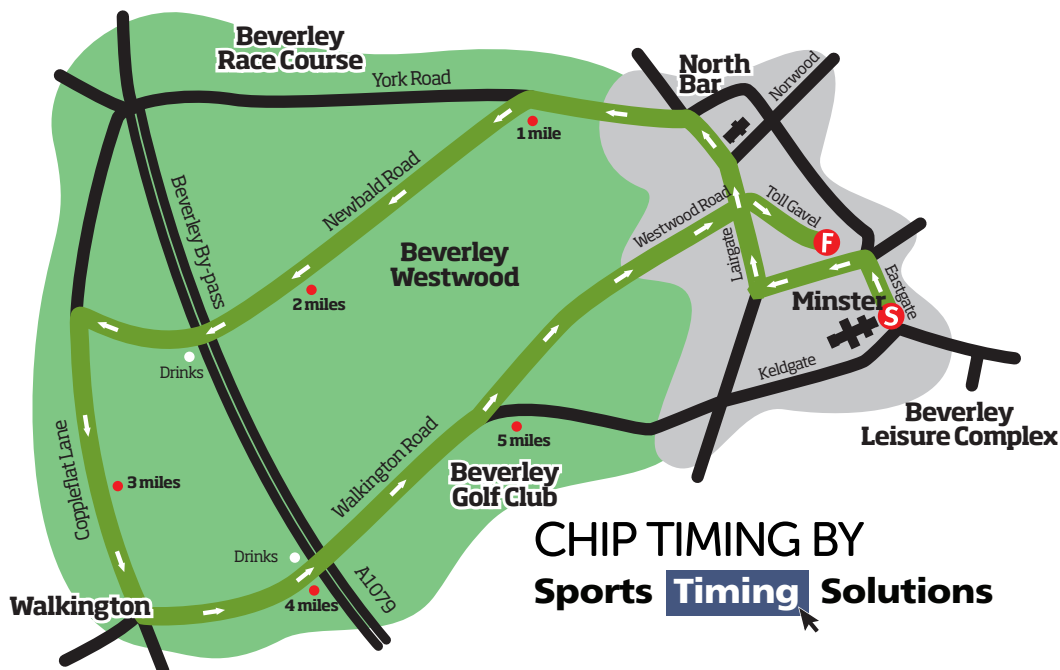 Beverley
Race Course
York Road
North
Bar
Norwood
1 mile
Newbald Road
Beverley By-pass
Westwood Road
Toll Gavel
F
Beverley
Westwood
Lairgate
2 miles
Minster
Eastgate
S
Drinks
Keldgate
Beverley
Leisure Complex
Coppleflat Lane
3 miles
Walkington Road
5 miles
Beverley
Golf Club
Drinks
CHIP TIMING BY
A1079
4 miles
Sports Timing Solutions
Walkington